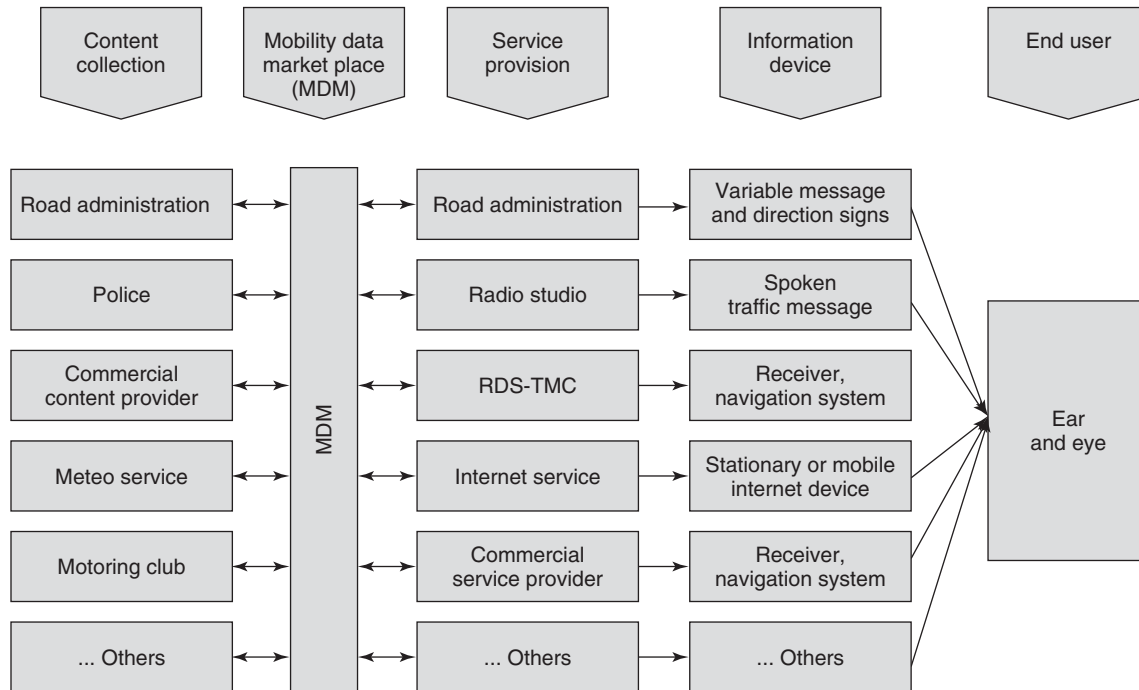 Content
collection
Mobility data
market place
(MDM)
Service
provision
Information
device
End user
Road administration
Road administration
Variable message
and direction signs
Police
Radio studio
Spoken
traffic message
Commercial
content provider
RDS-TMC
Receiver,
navigation system
MDM
Ear
and eye
Meteo service
Internet service
Stationary or mobile
internet device
Motoring club
Commercial
service provider
Receiver,
navigation system
... Others
... Others
... Others